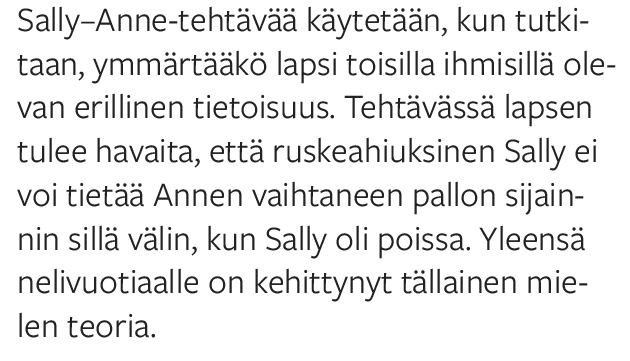 Sally–Anne-tehtävää käytetään, kun tutki-
taan, ymmärtääkö lapsi toisilla ihmisillä ole-
van erillinen tietoisuus. Tehtävässä lapsen
tulee havaita, että ruskeahiuksinen Sally ei
voi tietää Annen vaihtaneen pallon sijain-
nin sillä välin, kun Sally oli poissa. Yleensä
nelivuotiaalle on kehittynyt tällainen mie-
len teoria.